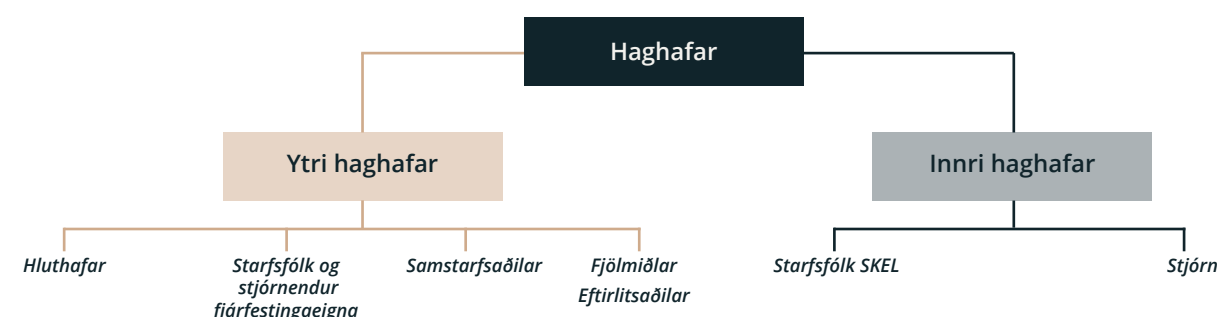 Haghafar
Ytri haghafar
Innri haghafar
Hluthafar
Starfsfólk og
stjórnendur
fjárfestingaeigna
Samstarfsaðilar
Fjölmiðlar
Eftirlitsaðilar
Starfsfólk SKEL
Stjórn